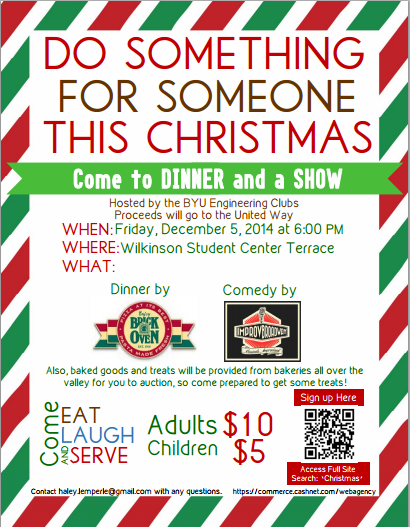 DO SOMETHING
FOR SOMEONE
THIS CHRISTMAS
Come to DINNER and a SHOW
Hosted by the BYU Engineering Clubs
Proceeds will go to the United Way
WHEN: Friday, December 5, 2014 at 6:00 PM
WHERE: Wilkinson Student Center Terrace
WHAT:
Dinner by
Comedy by
PIZZA AT ITS BEST
Enjoy
BRICK
OVEN
IMPROVBROADWAY
Also, baked goods and treats will be provided from bakeries all over the
valley for you to auction, so come prepared to get some treats!
Come
EAT
LAUGH
AND SERVE
Adults $10
Children $5
Sign up Here
Access Full Site
Search: 'Christmas'
Contact haley.lemperle@gmail.com with any questions. https://commerce.cashnet.com/webagency